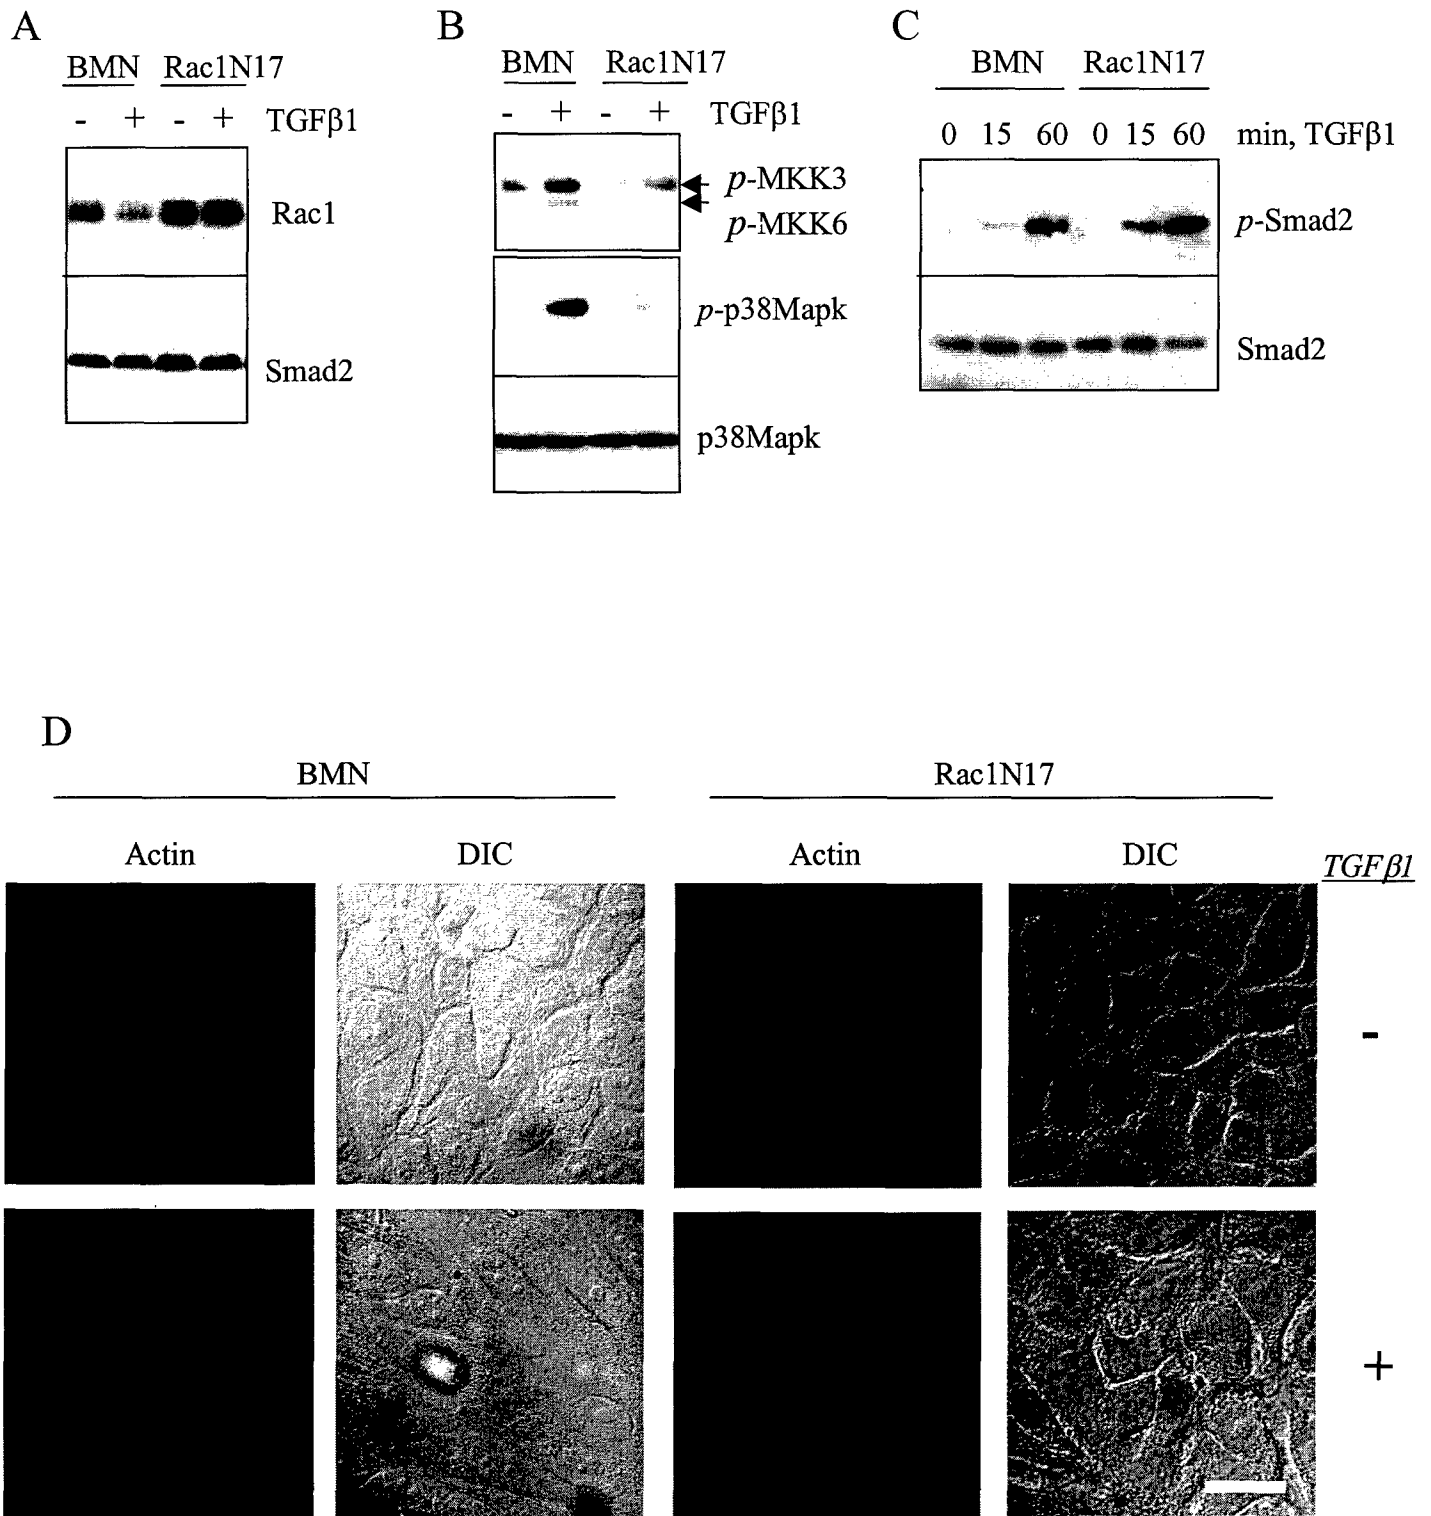 A
BMN Rac1N17
- + - + TGFβ1
Rac1
Smad2
B
BMN Rac1N17
- + - + TGFβ1
p-MKK3
p-MKK6
p-p38Mapk
p38Mapk
C
BMN Rac1N17
0 15 60 0 15 60 min, TGFβ1
p-Smad2
Smad2
D
BMN Rac1N17
Actin DIC Actin DIC TGFβ1
-
+